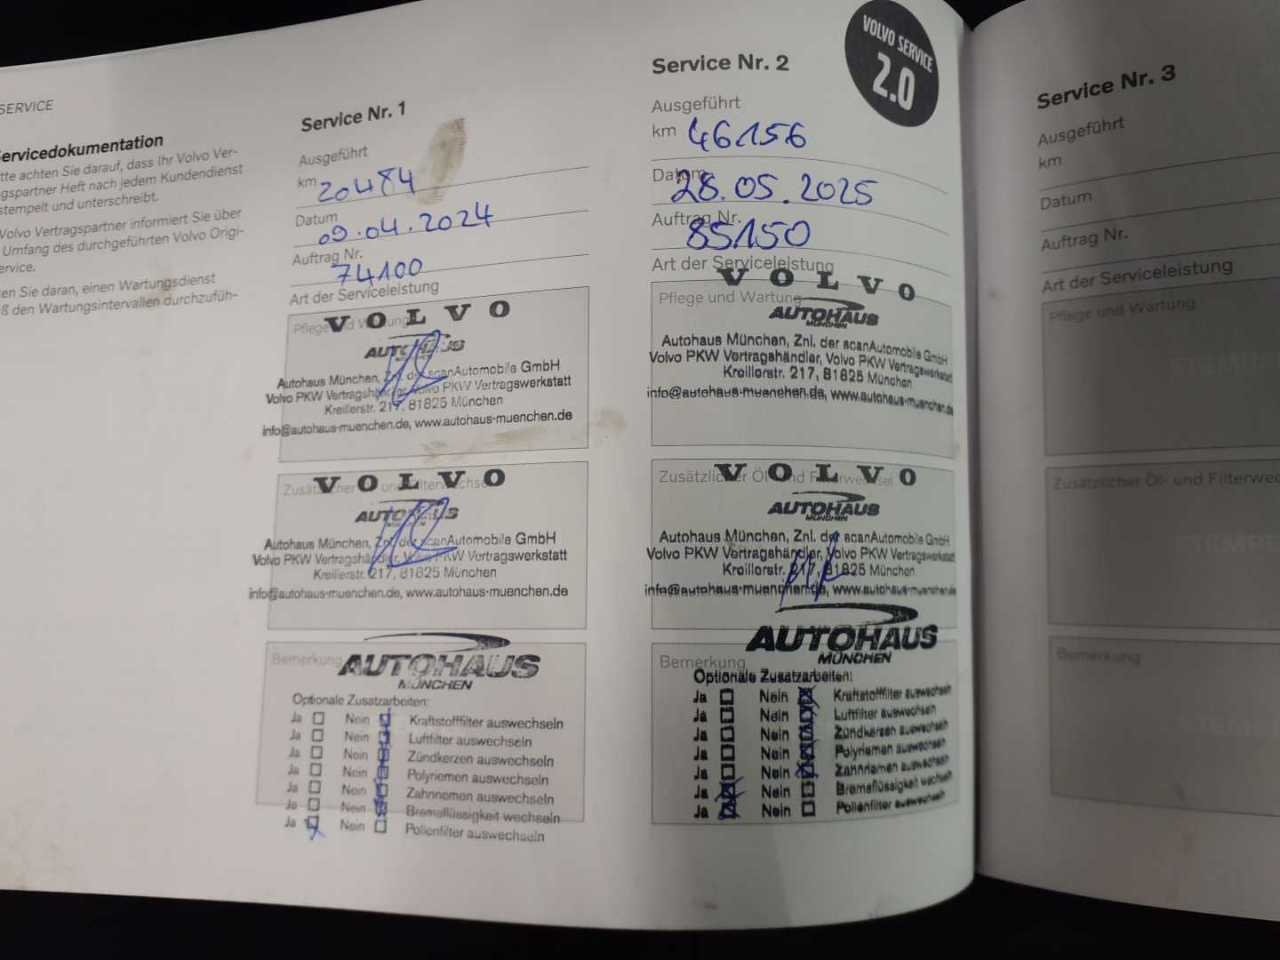 SERVICE
ervicedokumentation
tte achten Sie darauf, dass Ihr Volvo Ver-
gspartner Heft nach jedem Kundendienst
stempelt und unterschreibt.
Volvo Vertragspartner informiert Sie über
Umfang des durchgeführten Volvo Origi-
ervice.
en Sie daran, einen Wartungsdienst
ß den Wartungsintervallen durchzufüh-
Service Nr. 1
Ausgeführt
km 20484
Datum
09.04.2024
Auftrag Nr.
74100
Art der Serviceleistung
Pflege und Wartung
VOLVO
AUTOHAUS
Autohaus München, Znl. der scanAutomobile GmbH
Volvo PKW Vertragshändler, Volvo PKW Vertragswerkstatt
Kreillerstr. 217, 81825 München
info@autohaus-muenchen.de, www.autohaus-muenchen.de
Zusätzlicher Öl- und Filterwechsel
VOLVO
AUTOHAUS
Autohaus München, Znl. der scanAutomobile GmbH
Volvo PKW Vertragshändler, Volvo PKW Vertragswerkstatt
Kreillerstr. 217, 81825 München
info@autohaus-muenchen.de, www.autohaus-muenchen.de
Bemerkung
AUTOHAUS
MÜNCHEN
Optionale Zusatzarbeiten:
Ja Nein Kraftstofffilter auswechseln
Ja Nein Luftfilter auswechseln
Ja Nein Zündkerzen auswechseln
Ja Nein Polyriemen auswechseln
Ja Nein Zahnriemen auswechseln
Ja Nein Bremsflüssigkeit wechseln
Ja Nein Pollenfilter auswechseln
Service Nr. 2
VOLVO SERVICE
2.0
Ausgeführt
km 46156
Datum
28.05.2025
Auftrag Nr.
85150
Art der Serviceleistung
VOLVO
Pflege und Wartung
AUTOHAUS
MÜNCHEN
Autohaus München, Znl. der scanAutomobile GmbH
Volvo PKW Vertragshändler, Volvo PKW Vertragswerkstatt
Kreillerstr. 217, 81825 München
info@autohaus-muenchen.de, www.autohaus-muenchen.de
Zusätzlicher Öl- und Filterwechsel
VOLVO
AUTOHAUS
MÜNCHEN
Autohaus München, Znl. der scanAutomobile GmbH
Volvo PKW Vertragshändler, Volvo PKW Vertragswerkstatt
Kreillerstr. 217, 81825 München
info@autohaus-muenchen.de, www.autohaus-muenchen.de
AUTOHAUS
MÜNCHEN
Bemerkung
Optionale Zusatzarbeiten:
Ja Nein Kraftstofffilter auswechseln
Ja Nein Luftfilter auswechseln
Ja Nein Zündkerzen auswechseln
Ja Nein Polyriemen auswechseln
Ja Nein Zahnriemen auswechseln
Ja Nein Bremsflüssigkeit wechseln
Ja Nein Pollenfilter auswechseln
Service Nr. 3
Ausgeführt
km
Datum
Auftrag Nr.
Art der Serviceleistung
Pflege und Wartung
Zusätzlicher Öl- und Filterwec
Bemerkung